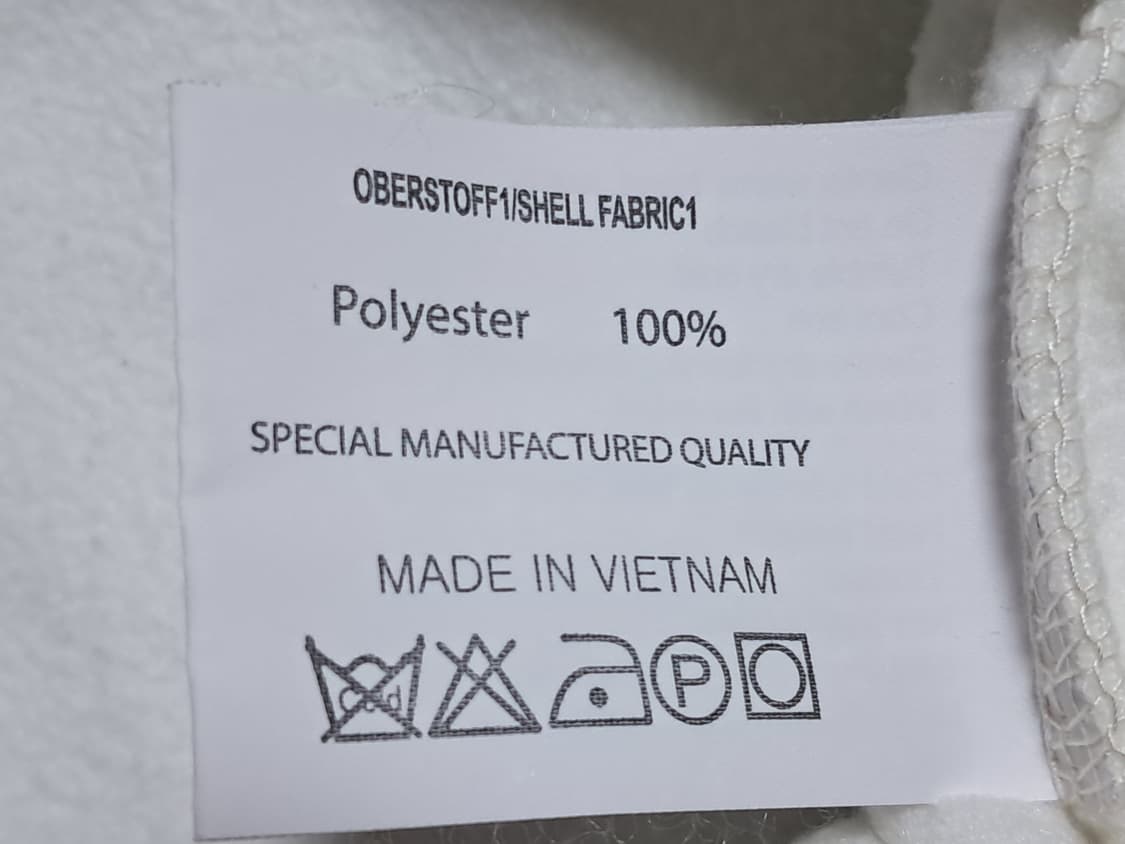 OBERSTOFF1/SHELL FABRIC1
Polyester 100%
SPECIAL MANUFACTURED QUALITY
MADE IN VIETNAM
P